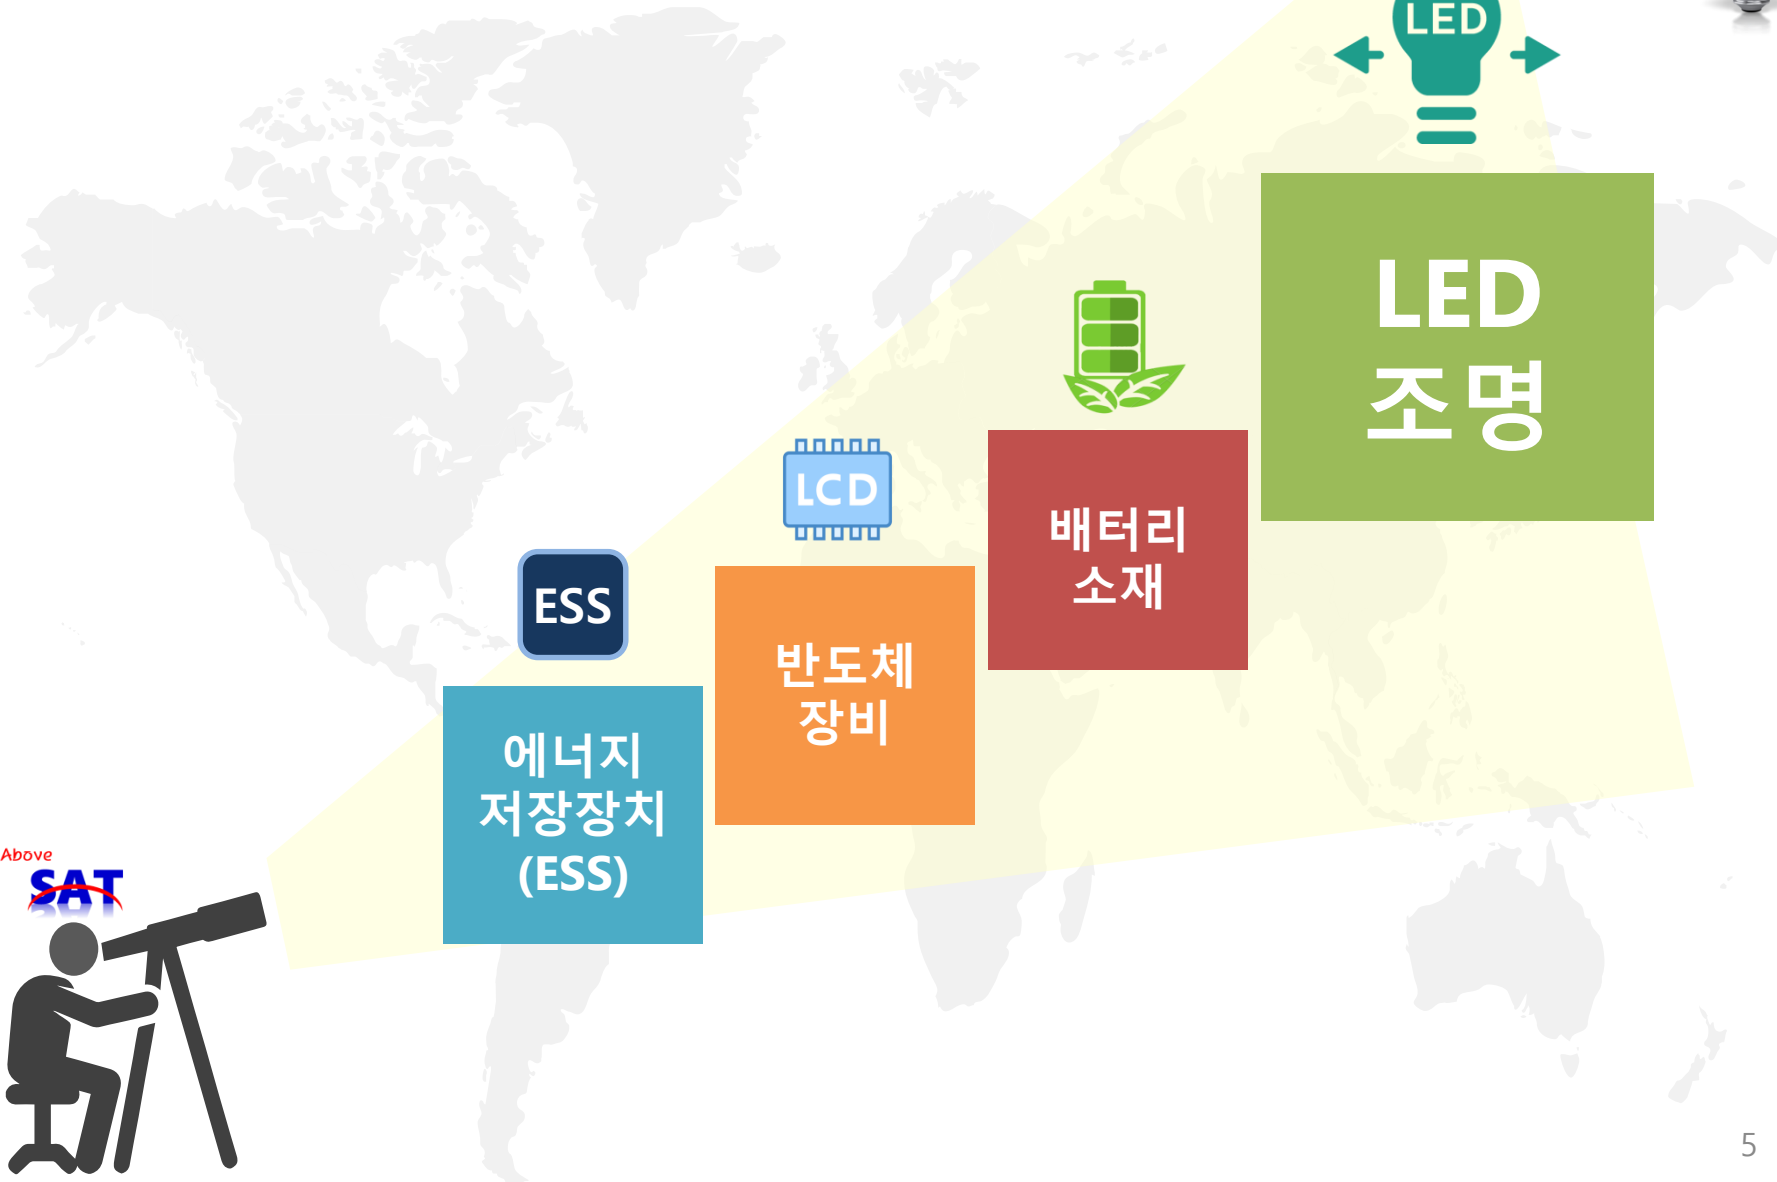 LED
LED
조명
LCD
배터리
소재
ESS
반도체
장비
에너지
저장장치
(ESS)
Above
SAT
5